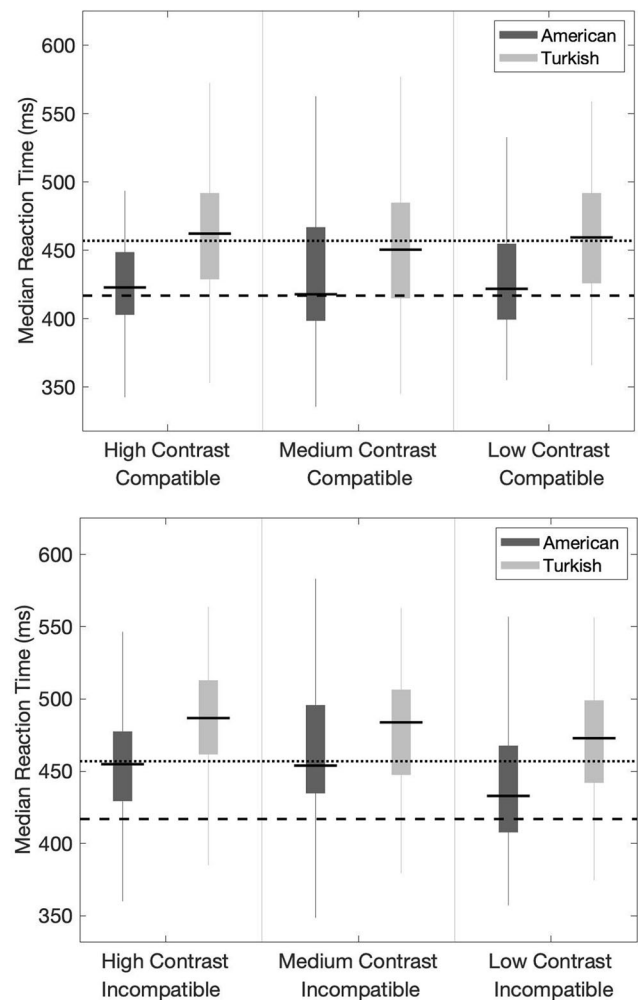 600
American
Turkish
550
500
450
400
350
Median Reaction Time (ms)
High Contrast
Compatible
Medium Contrast
Compatible
Low Contrast
Compatible
600
American
Turkish
550
500
450
400
350
Median Reaction Time (ms)
High Contrast
Incompatible
Medium Contrast
Incompatible
Low Contrast
Incompatible